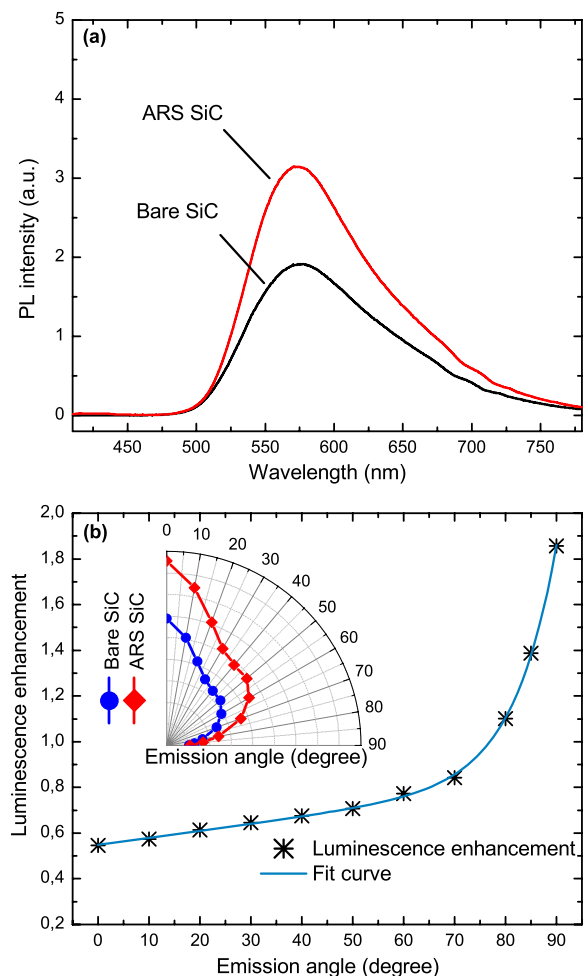 (a)
5
4
3
2
1
0
PL intensity (a.u.)
ARS SiC
Bare SiC
450 500 550 600 650 700 750
Wavelength (nm)
(b)
2,0
1,8
1,6
1,4
1,2
1,0
0,8
0,6
0,4
0,2
Luminescence enhancement
0 10 20 30 40 50 60 70 80 90
Bare SiC
ARS SiC
Emission angle (degree)
Luminescence enhancement
Fit curve
0 10 20 30 40 50 60 70 80 90
Emission angle (degree)